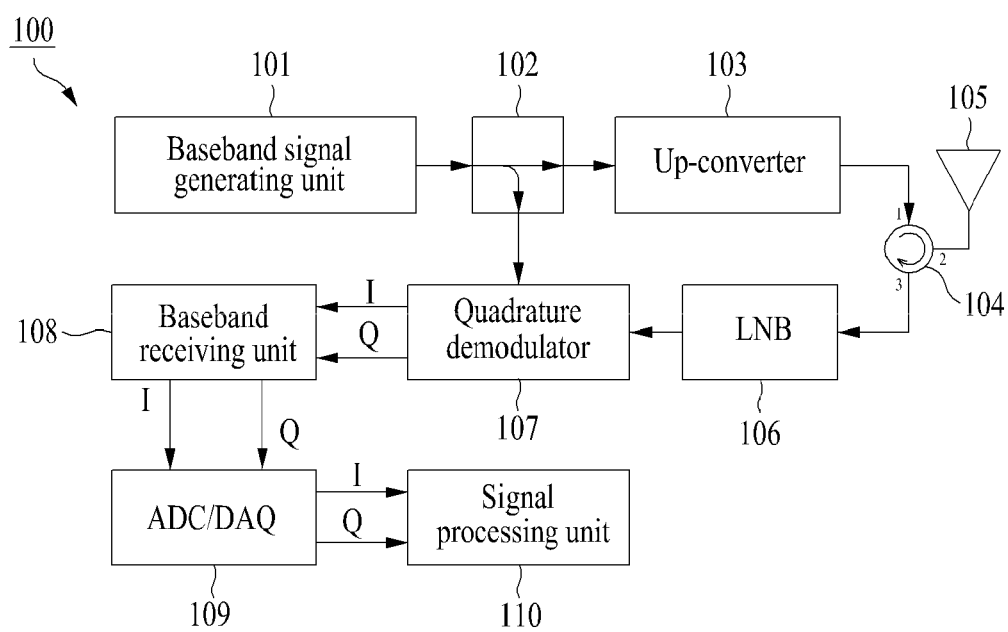 100
101
102
103
105
Baseband signal
generating unit
Up-converter
1
2
3
104
108
Baseband
receiving unit
I
Q
Quadrature
demodulator
LNB
107
106
I
Q
ADC/DAQ
I
Q
Signal
processing unit
109
110